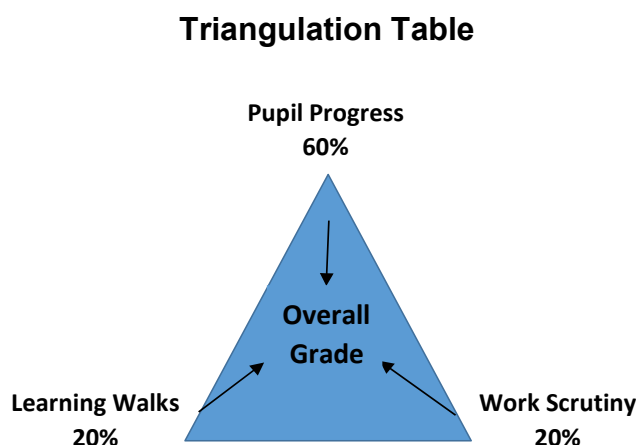 Triangulation Table
Pupil Progress
60%
Overall
Grade
Learning Walks
20%
Work Scrutiny
20%